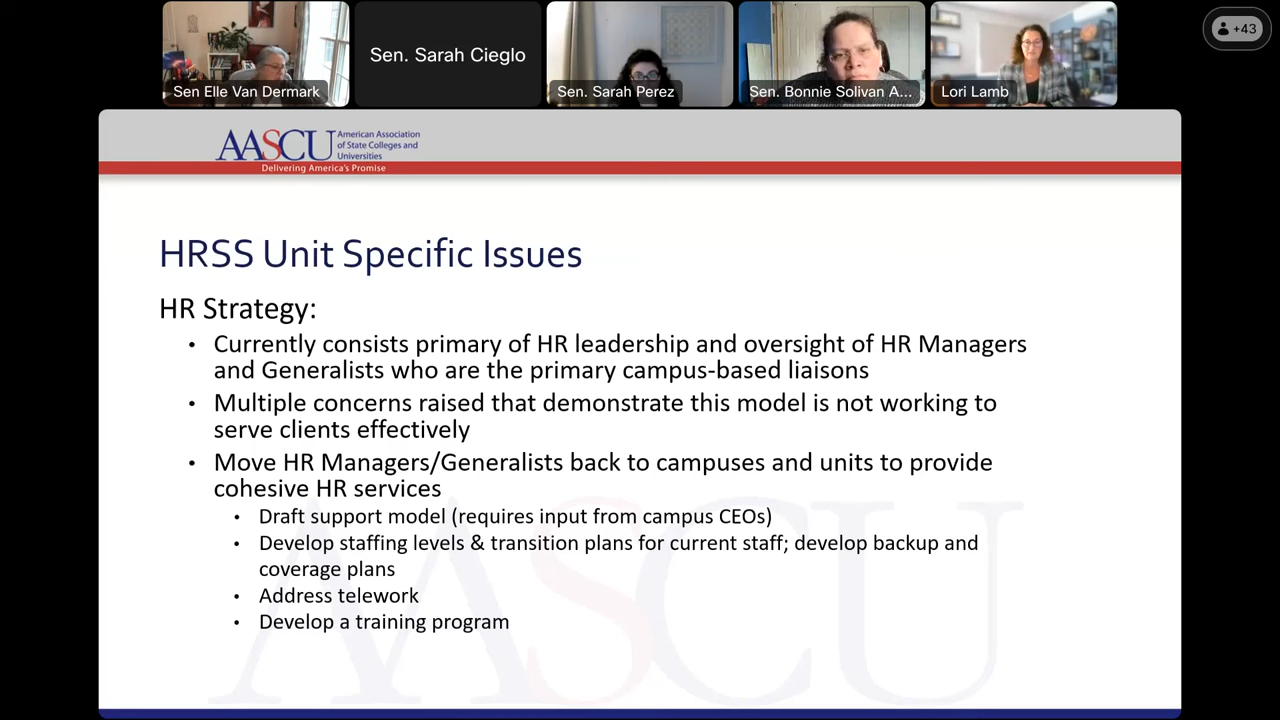 Sen Elle Van Dermark
Sen. Sarah Cieglo
Sen. Sarah Perez
Sen. Bonnie Solivan A...
Lori Lamb
+43
AASCU
American Association
of State Colleges and
Universities
Delivering America's Promise
HRSS Unit Specific Issues
HR Strategy:
• Currently consists primary of HR leadership and oversight of HR Managers
and Generalists who are the primary campus-based liaisons
• Multiple concerns raised that demonstrate this model is not working to
serve clients effectively
• Move HR Managers/Generalists back to campuses and units to provide
cohesive HR services
• Draft support model (requires input from campus CEOs)
• Develop staffing levels & transition plans for current staff; develop backup and
coverage plans
• Address telework
• Develop a training program
AASCU